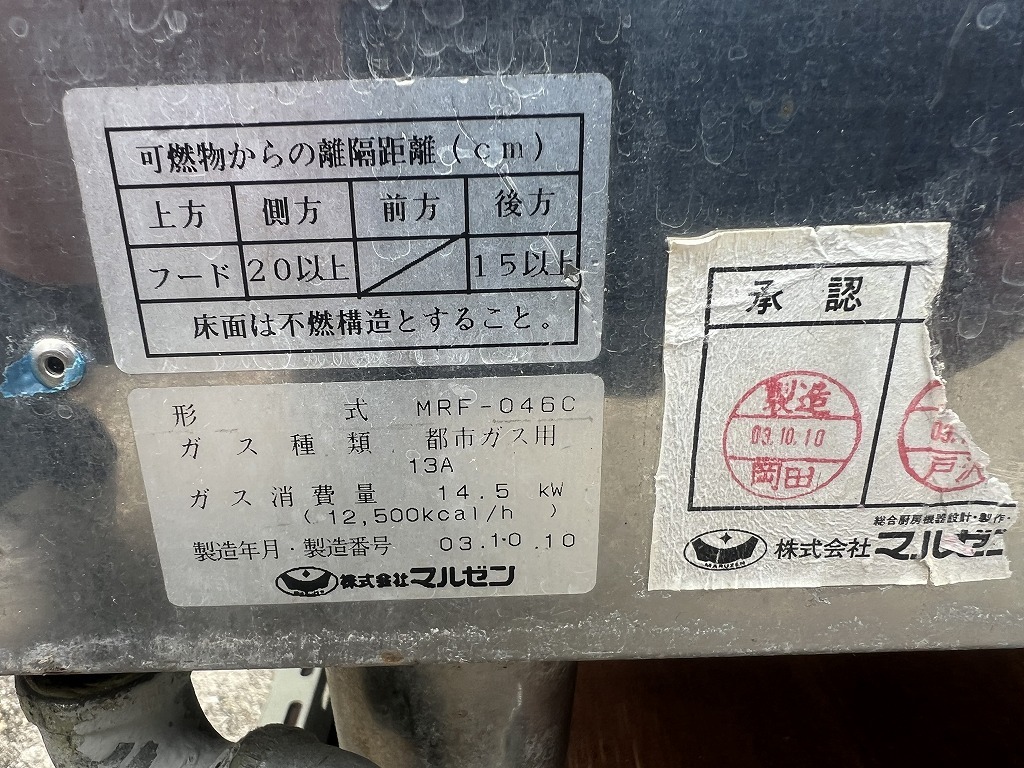 可燃物からの離隔距離(cm)
上方 側方 前方 後方
フード 20以上 15以上
床面は不燃構造とすること。
形式 MRF-046C
ガス種類 都市ガス用
13A
ガス消費量 14.5 kW
(12,500kcal/h)
製造年月・製造番号 03.10.10
株式会社マルゼン
承認
製造
03.10.10
岡田
03.
総合厨房機器設計・製作・
MARUZEN
株式会社マルゼン